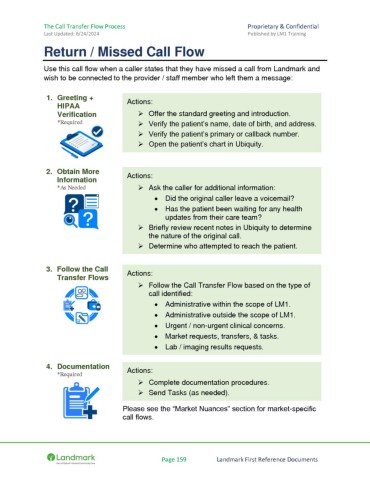 The Call Transfer Flow Process
Proprietary & Confidential
Last Updated: 6/24/2024
Published by LM1 Training
Return / Missed Call Flow
Use this call flow when a caller states that they have missed a call from Landmark and
wish to be connected to the provider / staff member who left them a message:
1. Greeting +
HIPAA
Verification
*Required
Actions:
➢ Offer the standard greeting and introduction.
➢ Verify the patient's name, date of birth, and address.
➢ Verify the patient's primary or callback number.
➢ Open the patient's chart in Ubiquity.
2. Obtain More
Information
*As Needed
Actions:
➢ Ask the caller for additional information:
• Did the original caller leave a voicemail?
• Has the patient been waiting for any health
updates from their care team?
➢ Briefly review recent notes in Ubiquity to determine
the nature of the original call.
➢ Determine who attempted to reach the patient.
3. Follow the Call
Transfer Flows
Actions:
➢ Follow the Call Transfer Flow based on the type of
call identified:
• Administrative within the scope of LM1.
• Administrative outside the scope of LM1.
• Urgent / non-urgent clinical concerns.
• Market requests, transfers, & tasks.
• Lab / imaging results requests.
4. Documentation
*Required
Actions:
➢ Complete documentation procedures.
➢ Send Tasks (as needed).
Please see the "Market Nuances" section for market-specific
call flows.
Landmark
Page 159
Landmark First Reference Documents